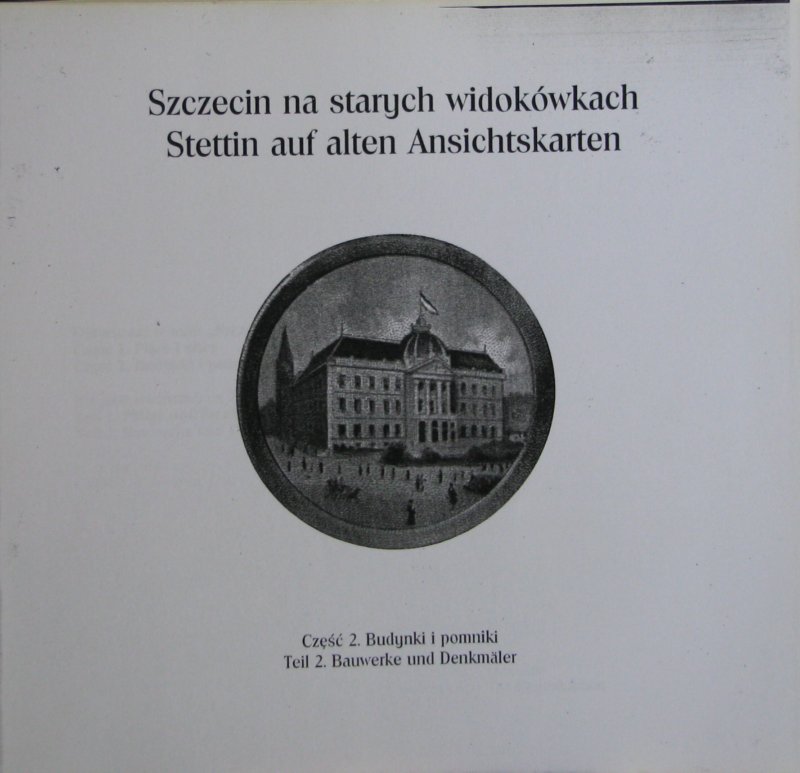 Szczecin na starych widokówkach
Stettin auf alten Ansichtskarten
Część 2. Budynki i pomniki
Teil 2. Bauwerke und Denkmäler